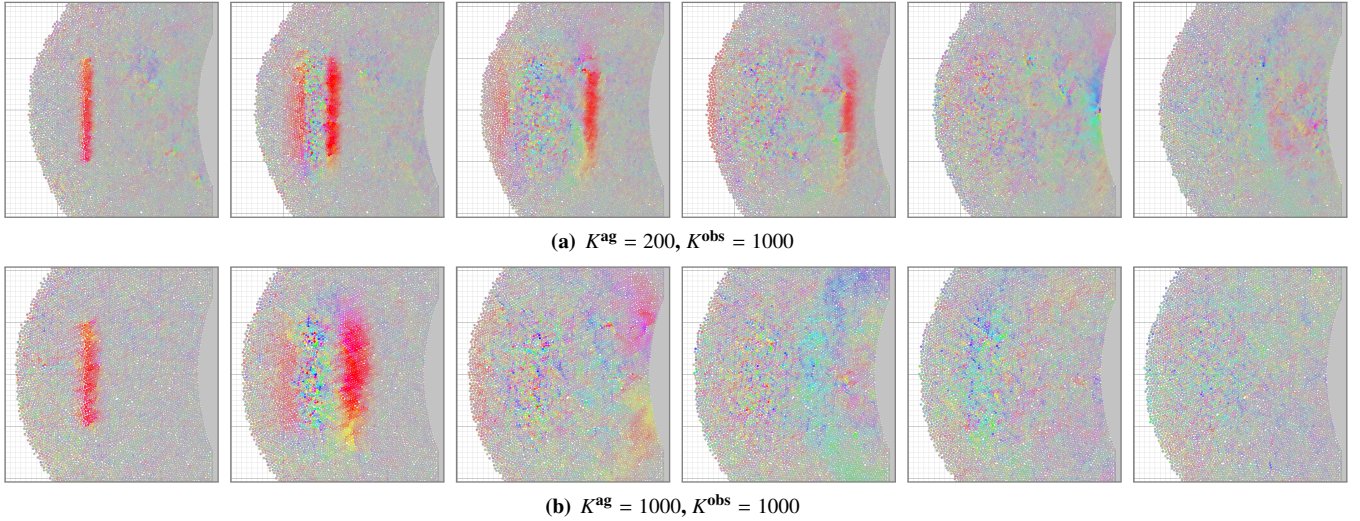 (a) K^ag = 200, K^obs = 1000
(b) K^ag = 1000, K^obs = 1000